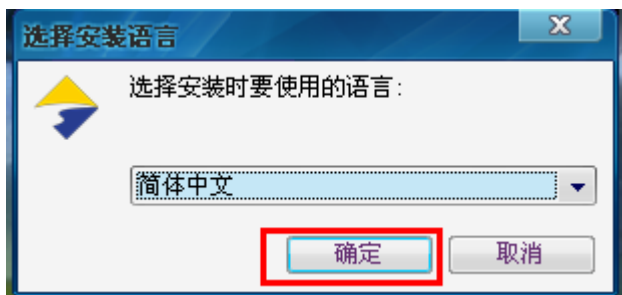 选择安装语言
选择安装时要使用的语言:
简体中文
确定 取消